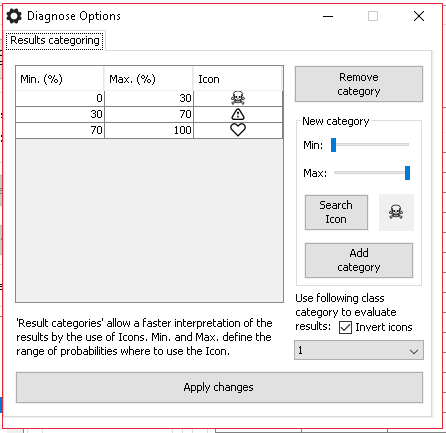 Diagnose Options
Results categoring
Min. (%) Max. (%) Icon
0 30
30 70
70 100
Remove
category
New category
Min:
Max:
Search
Icon
Add
category
Use following class
category to evaluate
results: Invert icons
1
'Result categories' allow a faster interpretation of the
results by the use of Icons. Min. and Max. define the
range of probabilities where to use the Icon.
Apply changes